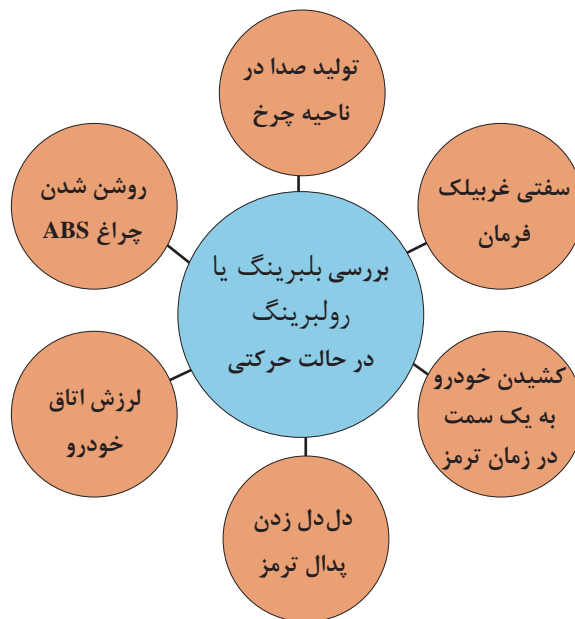 تولید صدا در
ناحیه چرخ
سفتی غربیلک
فرمان
کشیدن خودرو
به یک سمت
در زمان ترمز
دل‌دل زدن
پدال ترمز
لرزش اتاق
خودرو
روشن شدن
چراغ ABS
بررسی بلبرینگ یا
رولبرینگ
در حالت حرکتی